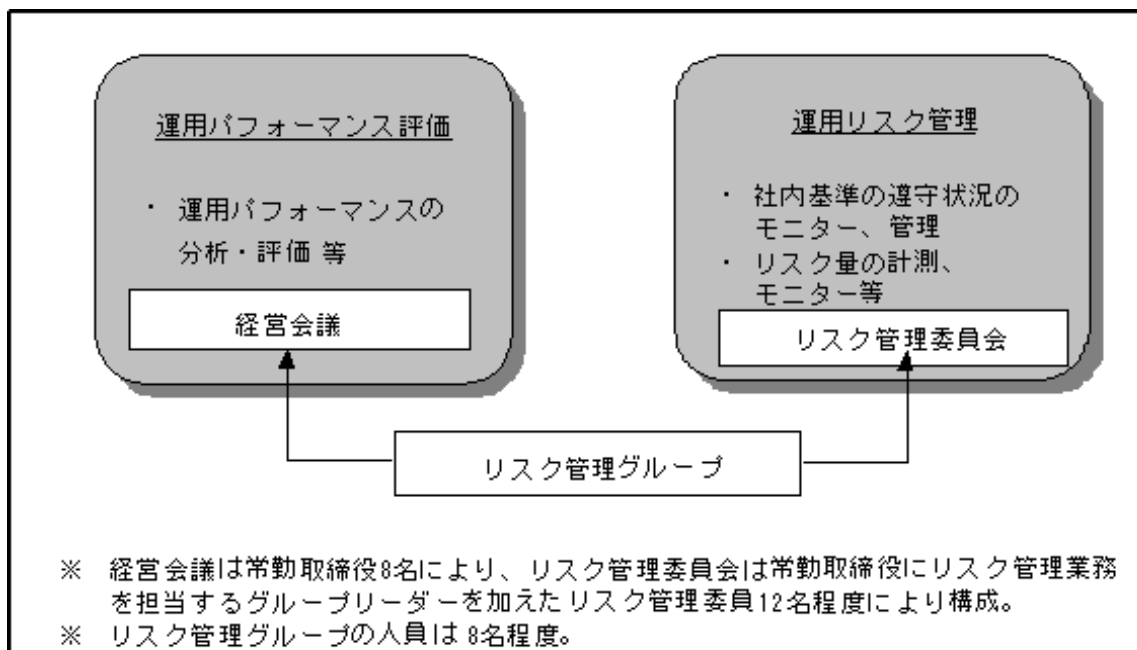 運用パフォーマンス評価
・ 運用パフォーマンスの
分析・評価 等
経営会議
運用リスク管理
・ 社内基準の遵守状況の
モニター、管理
・ リスク量の計測、
モニター等
リスク管理委員会
リスク管理グループ
※ 経営会議は常勤取締役8名により、リスク管理委員会は常勤取締役にリスク管理業務
を担当するグループリーダーを加えたリスク管理委員12名程度により構成。
※ リスク管理グループの人員は 8名程度。